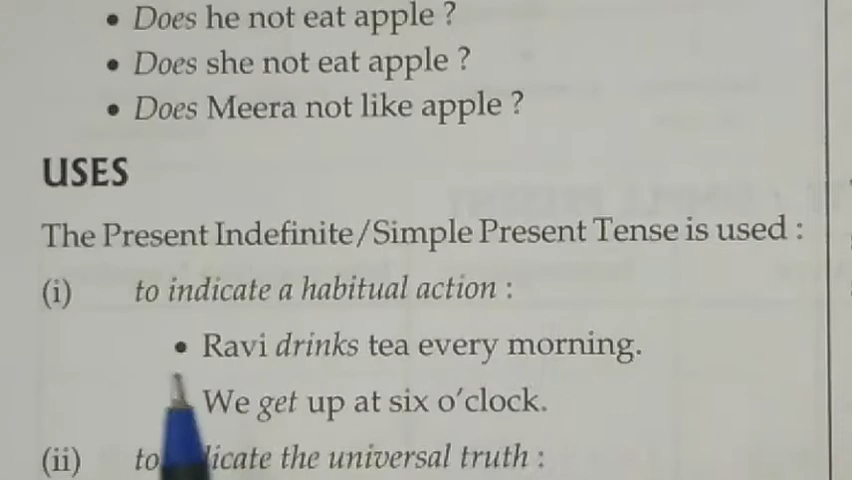 • Does he not eat apple ?
• Does she not eat apple ?
• Does Meera not like apple ?
USES
The Present Indefinite/Simple Present Tense is used :
(i) to indicate a habitual action :
• Ravi drinks tea every morning.
We get up at six o'clock.
(ii) to the universal truth :